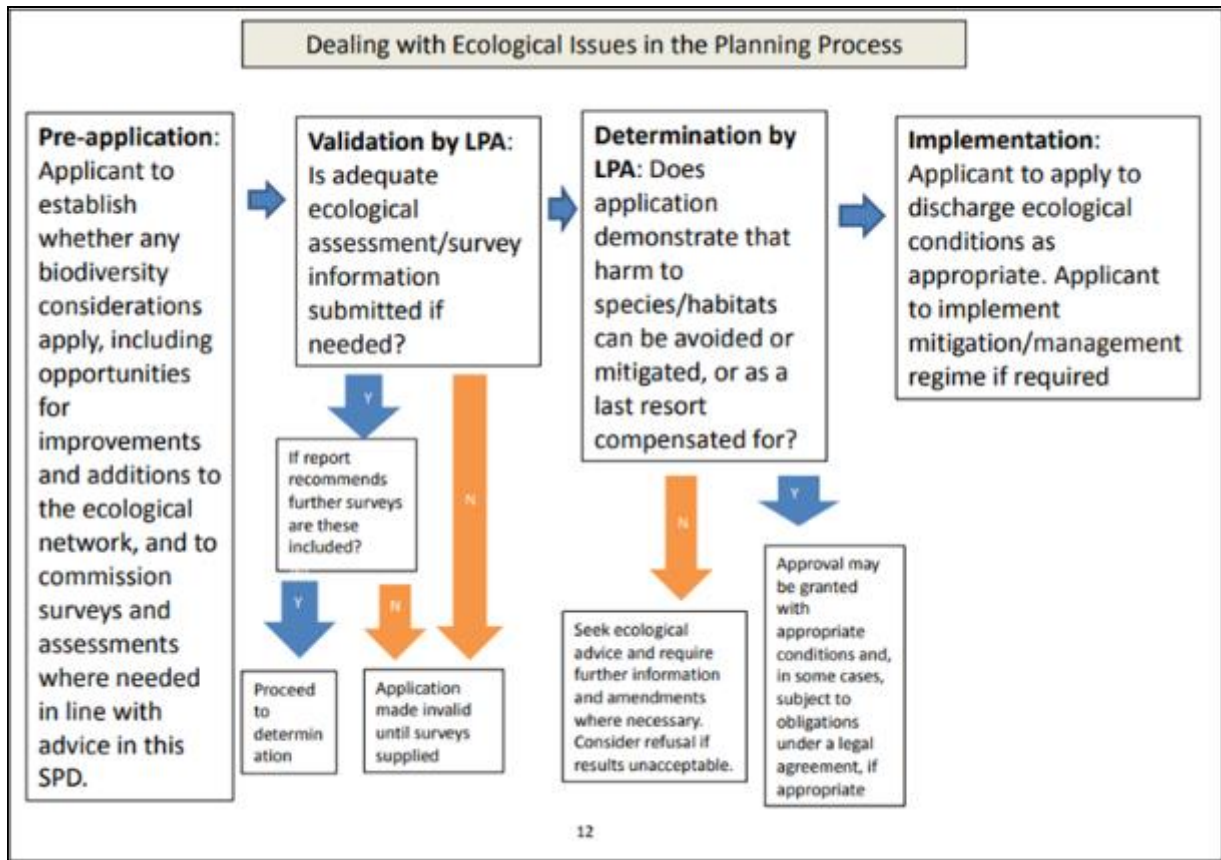 Dealing with Ecological Issues in the Planning Process
Pre-application:
Applicant to
establish
whether any
biodiversity
considerations
apply, including
opportunities
for
improvements
and additions to
the ecological
network, and to
commission
surveys and
assessments
where needed
in line with
advice in this
SPD.
Validation by LPA:
Is adequate
ecological
assessment/survey
information
submitted if
needed?
Y
N
If report
recommends
further surveys
are these
included?
Y
N
Proceed
to
determin
ation
Application
made invalid
until surveys
supplied
Determination by
LPA: Does
application
demonstrate that
harm to
species/habitats
can be avoided or
mitigated, or as a
last resort
compensated for?
N
Y
Seek ecological
advice and require
further information
and amendments
where necessary.
Consider refusal if
results unacceptable.
Approval may
be granted
with
appropriate
conditions and,
in some cases,
subject to
obligations
under a legal
agreement, if
appropriate
Implementation:
Applicant to apply to
discharge ecological
conditions as
appropriate. Applicant
to implement
mitigation/management
regime if required
12